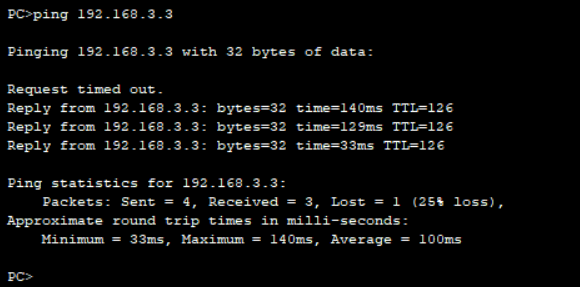 PC>ping 192.168.3.3
Pinging 192.168.3.3 with 32 bytes of data:
Request timed out.
Reply from 192.168.3.3: bytes=32 time=140ms TTL=126
Reply from 192.168.3.3: bytes=32 time=129ms TTL=126
Reply from 192.168.3.3: bytes=32 time=33ms TTL=126
Ping statistics for 192.168.3.3:
Packets: Sent = 4, Received = 3, Lost = 1 (25% loss),
Approximate round trip times in milli-seconds:
Minimum = 33ms, Maximum = 140ms, Average = 100ms
PC>